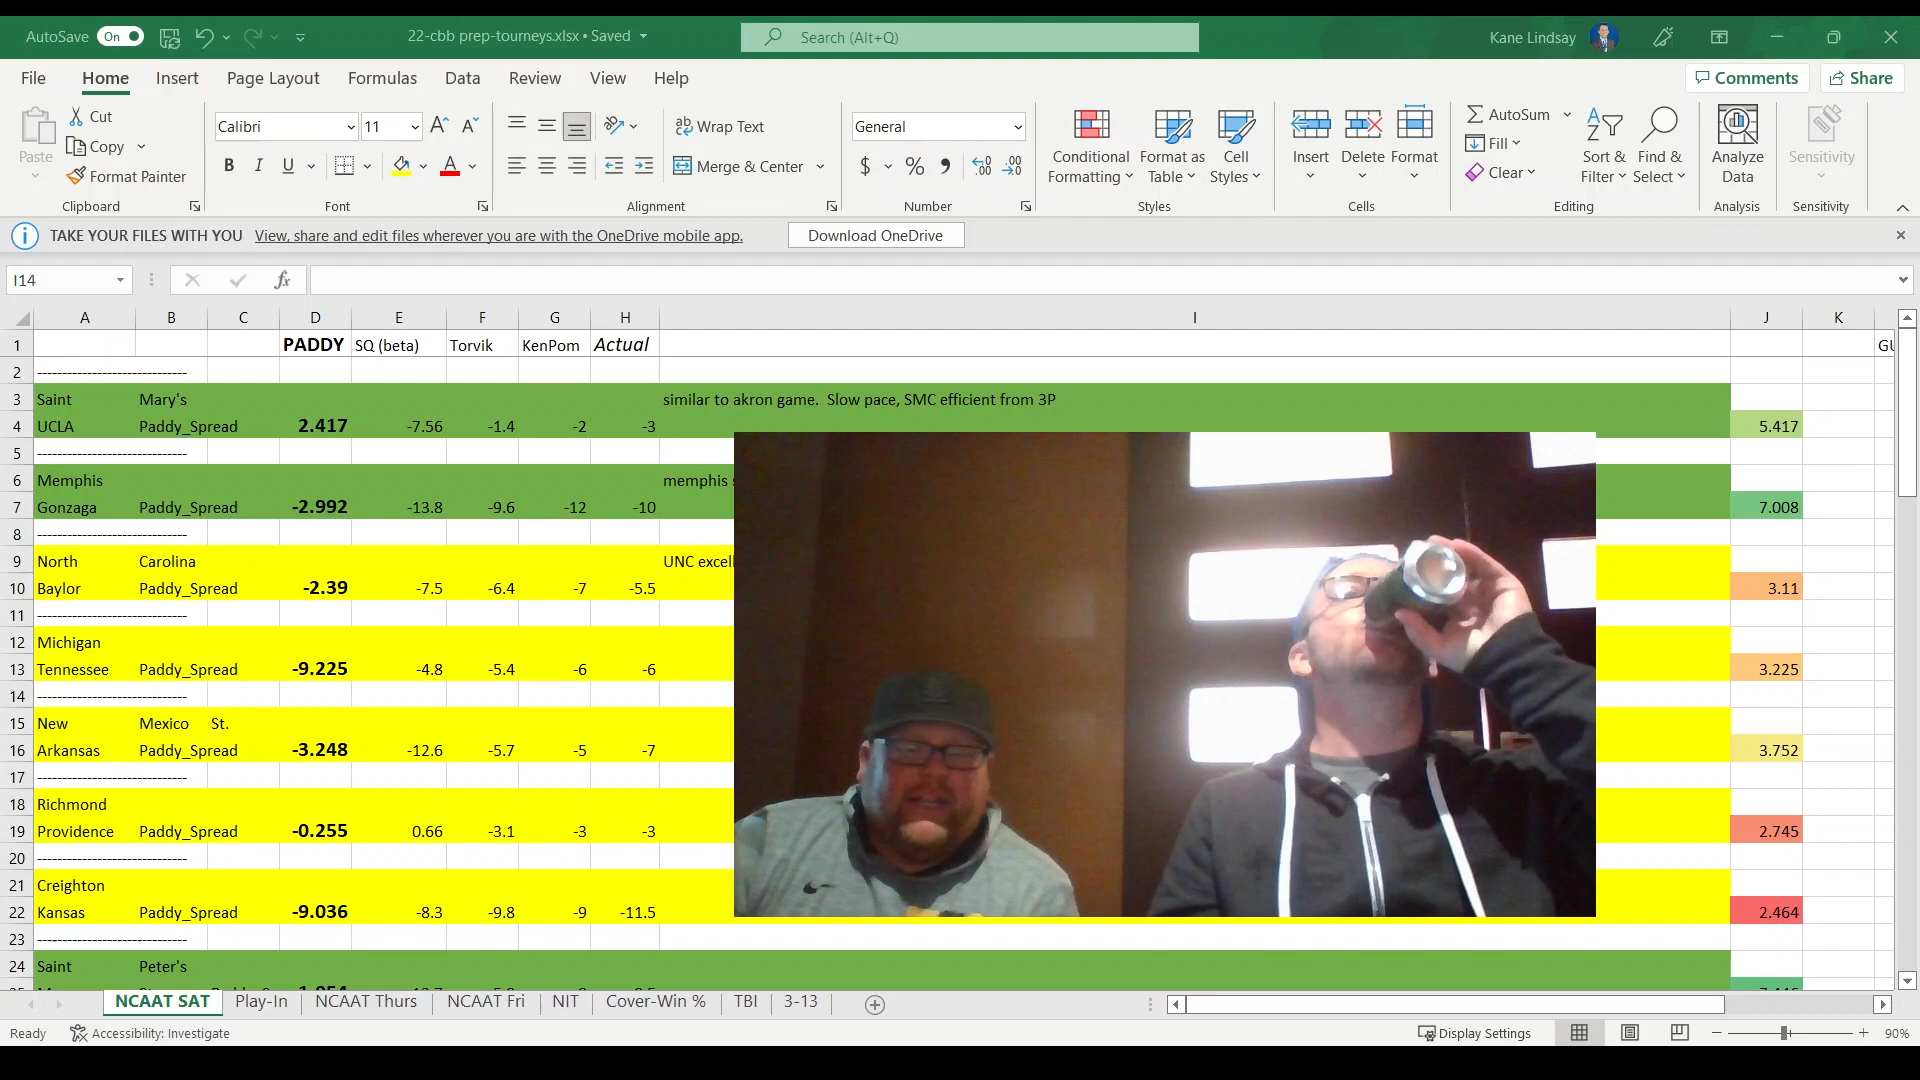 AutoSave On 22-cbb prep-tourneys.xlsx • Saved Search (Alt+Q) Kane Lindsay
File Home Insert Page Layout Formulas Data Review View Help Comments Share
Paste Cut Copy Format Painter Clipboard
Calibri 11 B I U A Font
Wrap Text Merge & Center Alignment
General $ % Number
Conditional Formatting Format as Table Cell Styles Styles
Insert Delete Format Cells
AutoSum Fill Clear Sort & Filter Find & Select Editing
Analyze Data Analysis
Sensitivity Sensitivity
TAKE YOUR FILES WITH YOU View, share and edit files wherever you are with the OneDrive mobile app. Download OneDrive
I14 fx
A B C D E F G H I J K
1 PADDY SQ (beta) Torvik KenPom Actual
2 ------------------------------
3 Saint Mary's similar to akron game. Slow pace, SMC efficient from 3P
4 UCLA Paddy_Spread 2.417 -7.56 -1.4 -2 -3 5.417
5 ------------------------------
6 Memphis memphis
7 Gonzaga Paddy_Spread -2.992 -13.8 -9.6 -12 -10 7.008
8 ------------------------------
9 North Carolina UNC excell
10 Baylor Paddy_Spread -2.39 -7.5 -6.4 -7 -5.5 3.11
11 ------------------------------
12 Michigan
13 Tennessee Paddy_Spread -9.225 -4.8 -5.4 -6 -6 3.225
14 ------------------------------
15 New Mexico St.
16 Arkansas Paddy_Spread -3.248 -12.6 -5.7 -5 -7 3.752
17 ------------------------------
18 Richmond
19 Providence Paddy_Spread -0.255 0.66 -3.1 -3 -3 2.745
20 ------------------------------
21 Creighton
22 Kansas Paddy_Spread -9.036 -8.3 -9.8 -9 -11.5 2.464
23 ------------------------------
24 Saint Peter's
NCAAT SAT Play-In NCAAT Thurs NCAAT Fri NIT Cover-Win % TBI 3-13
Ready Accessibility: Investigate Display Settings 90%